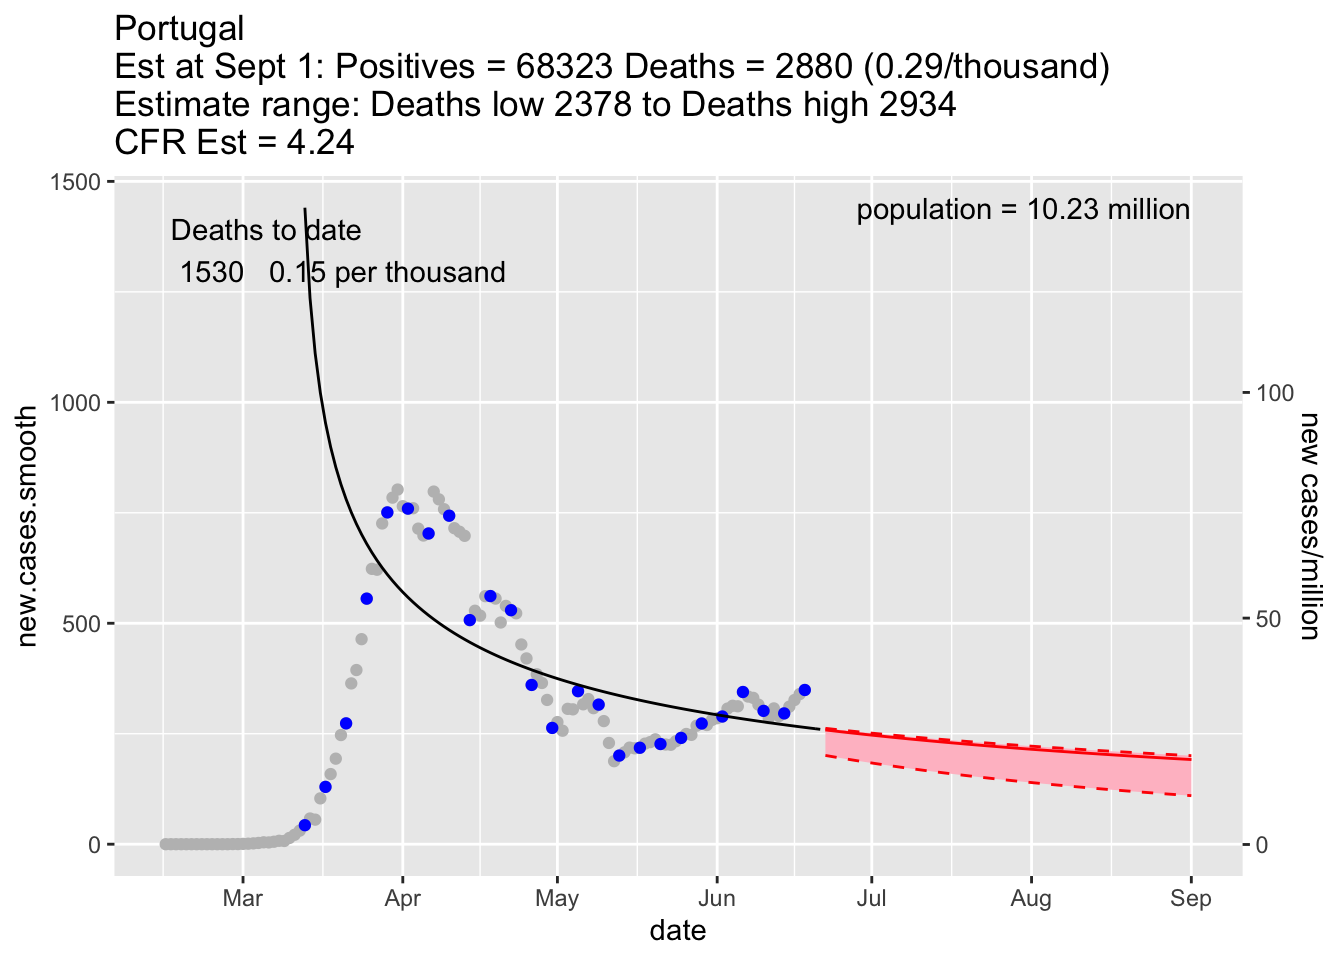 Portugal
Est at Sept 1: Positives = 68323 Deaths = 2880 (0.29/thousand)
Estimate range: Deaths low 2378 to Deaths high 2934
CFR Est = 4.24
population = 10.23 million
Deaths to date
1530 0.15 per thousand
1500
1000
500
0
new.cases.smooth
100
50
0
new cases/million
Mar Apr May Jun Jul Aug Sep
date